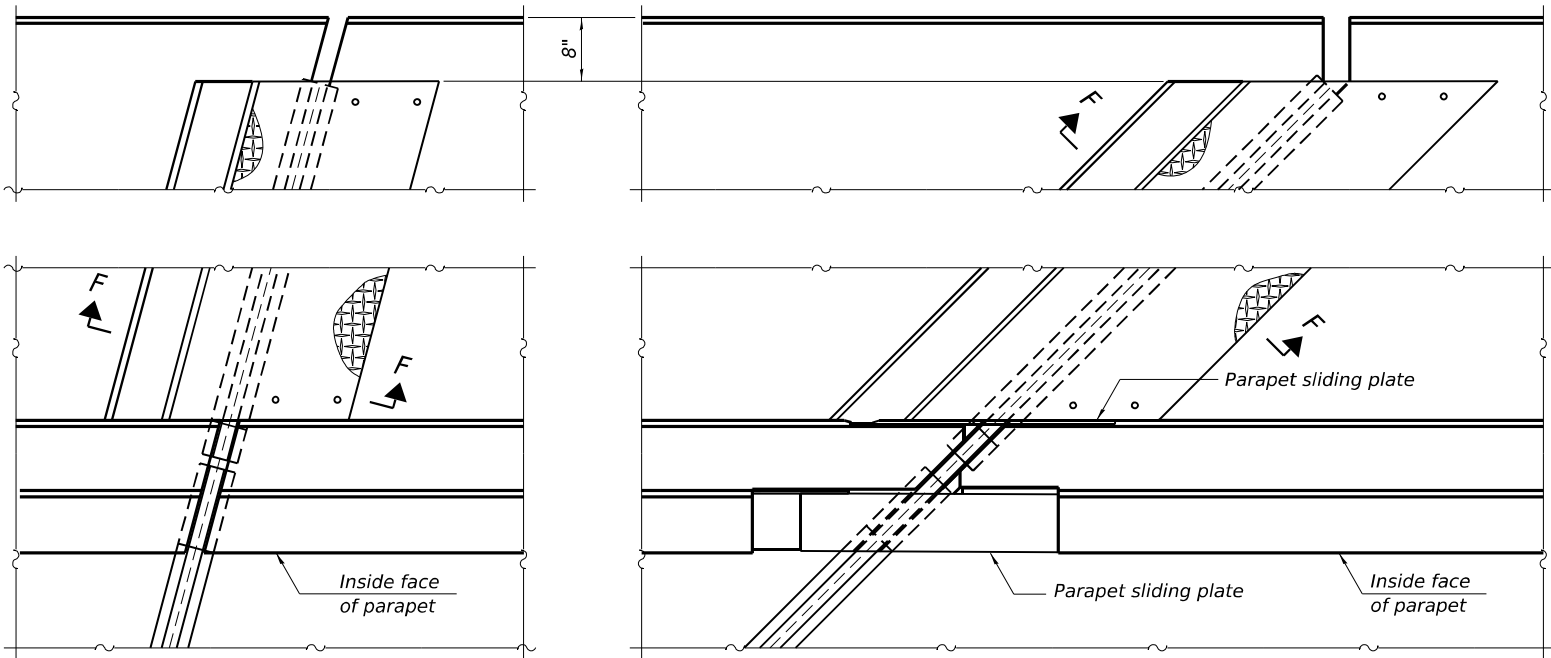 8"
F
F
F
F
Parapet sliding plate
Inside face
of parapet
Parapet sliding plate
Inside face
of parapet